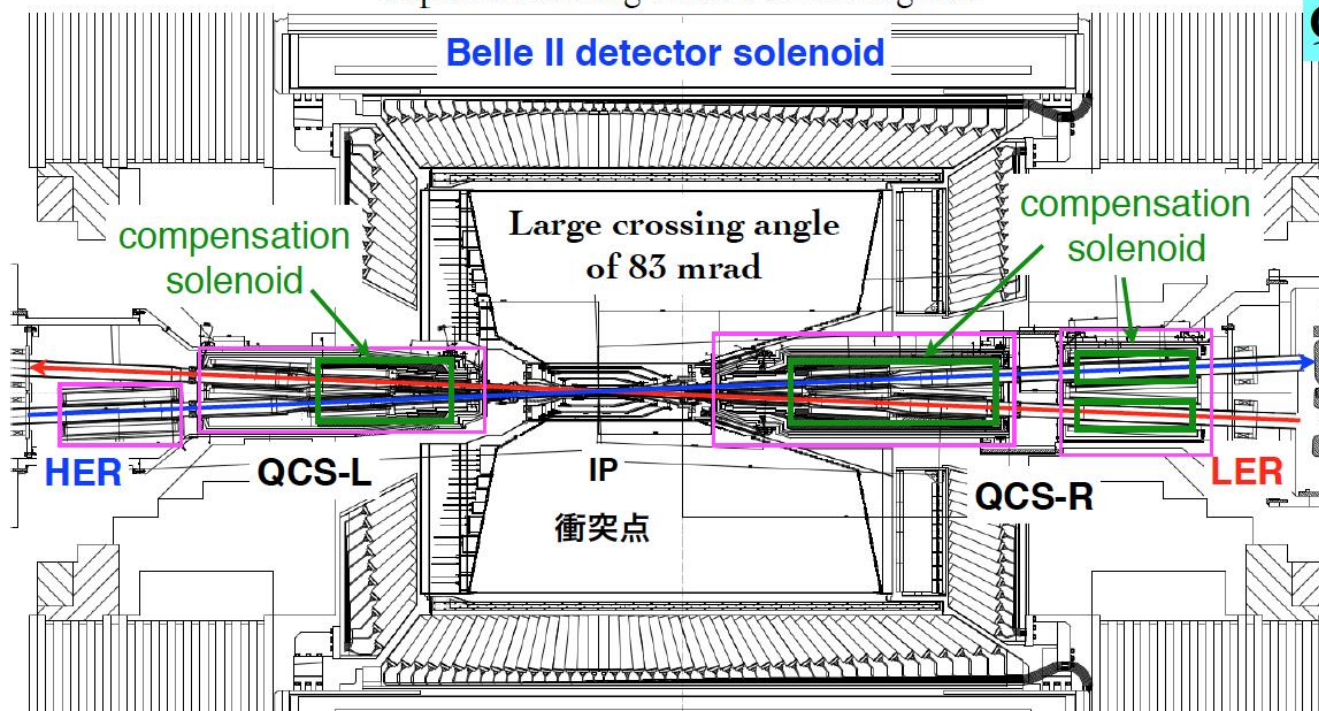 Belle II detector solenoid
Large crossing angle
of 83 mrad
compensation
solenoid
compensation
solenoid
HER
QCS-L
IP
衝突点
QCS-R
LER